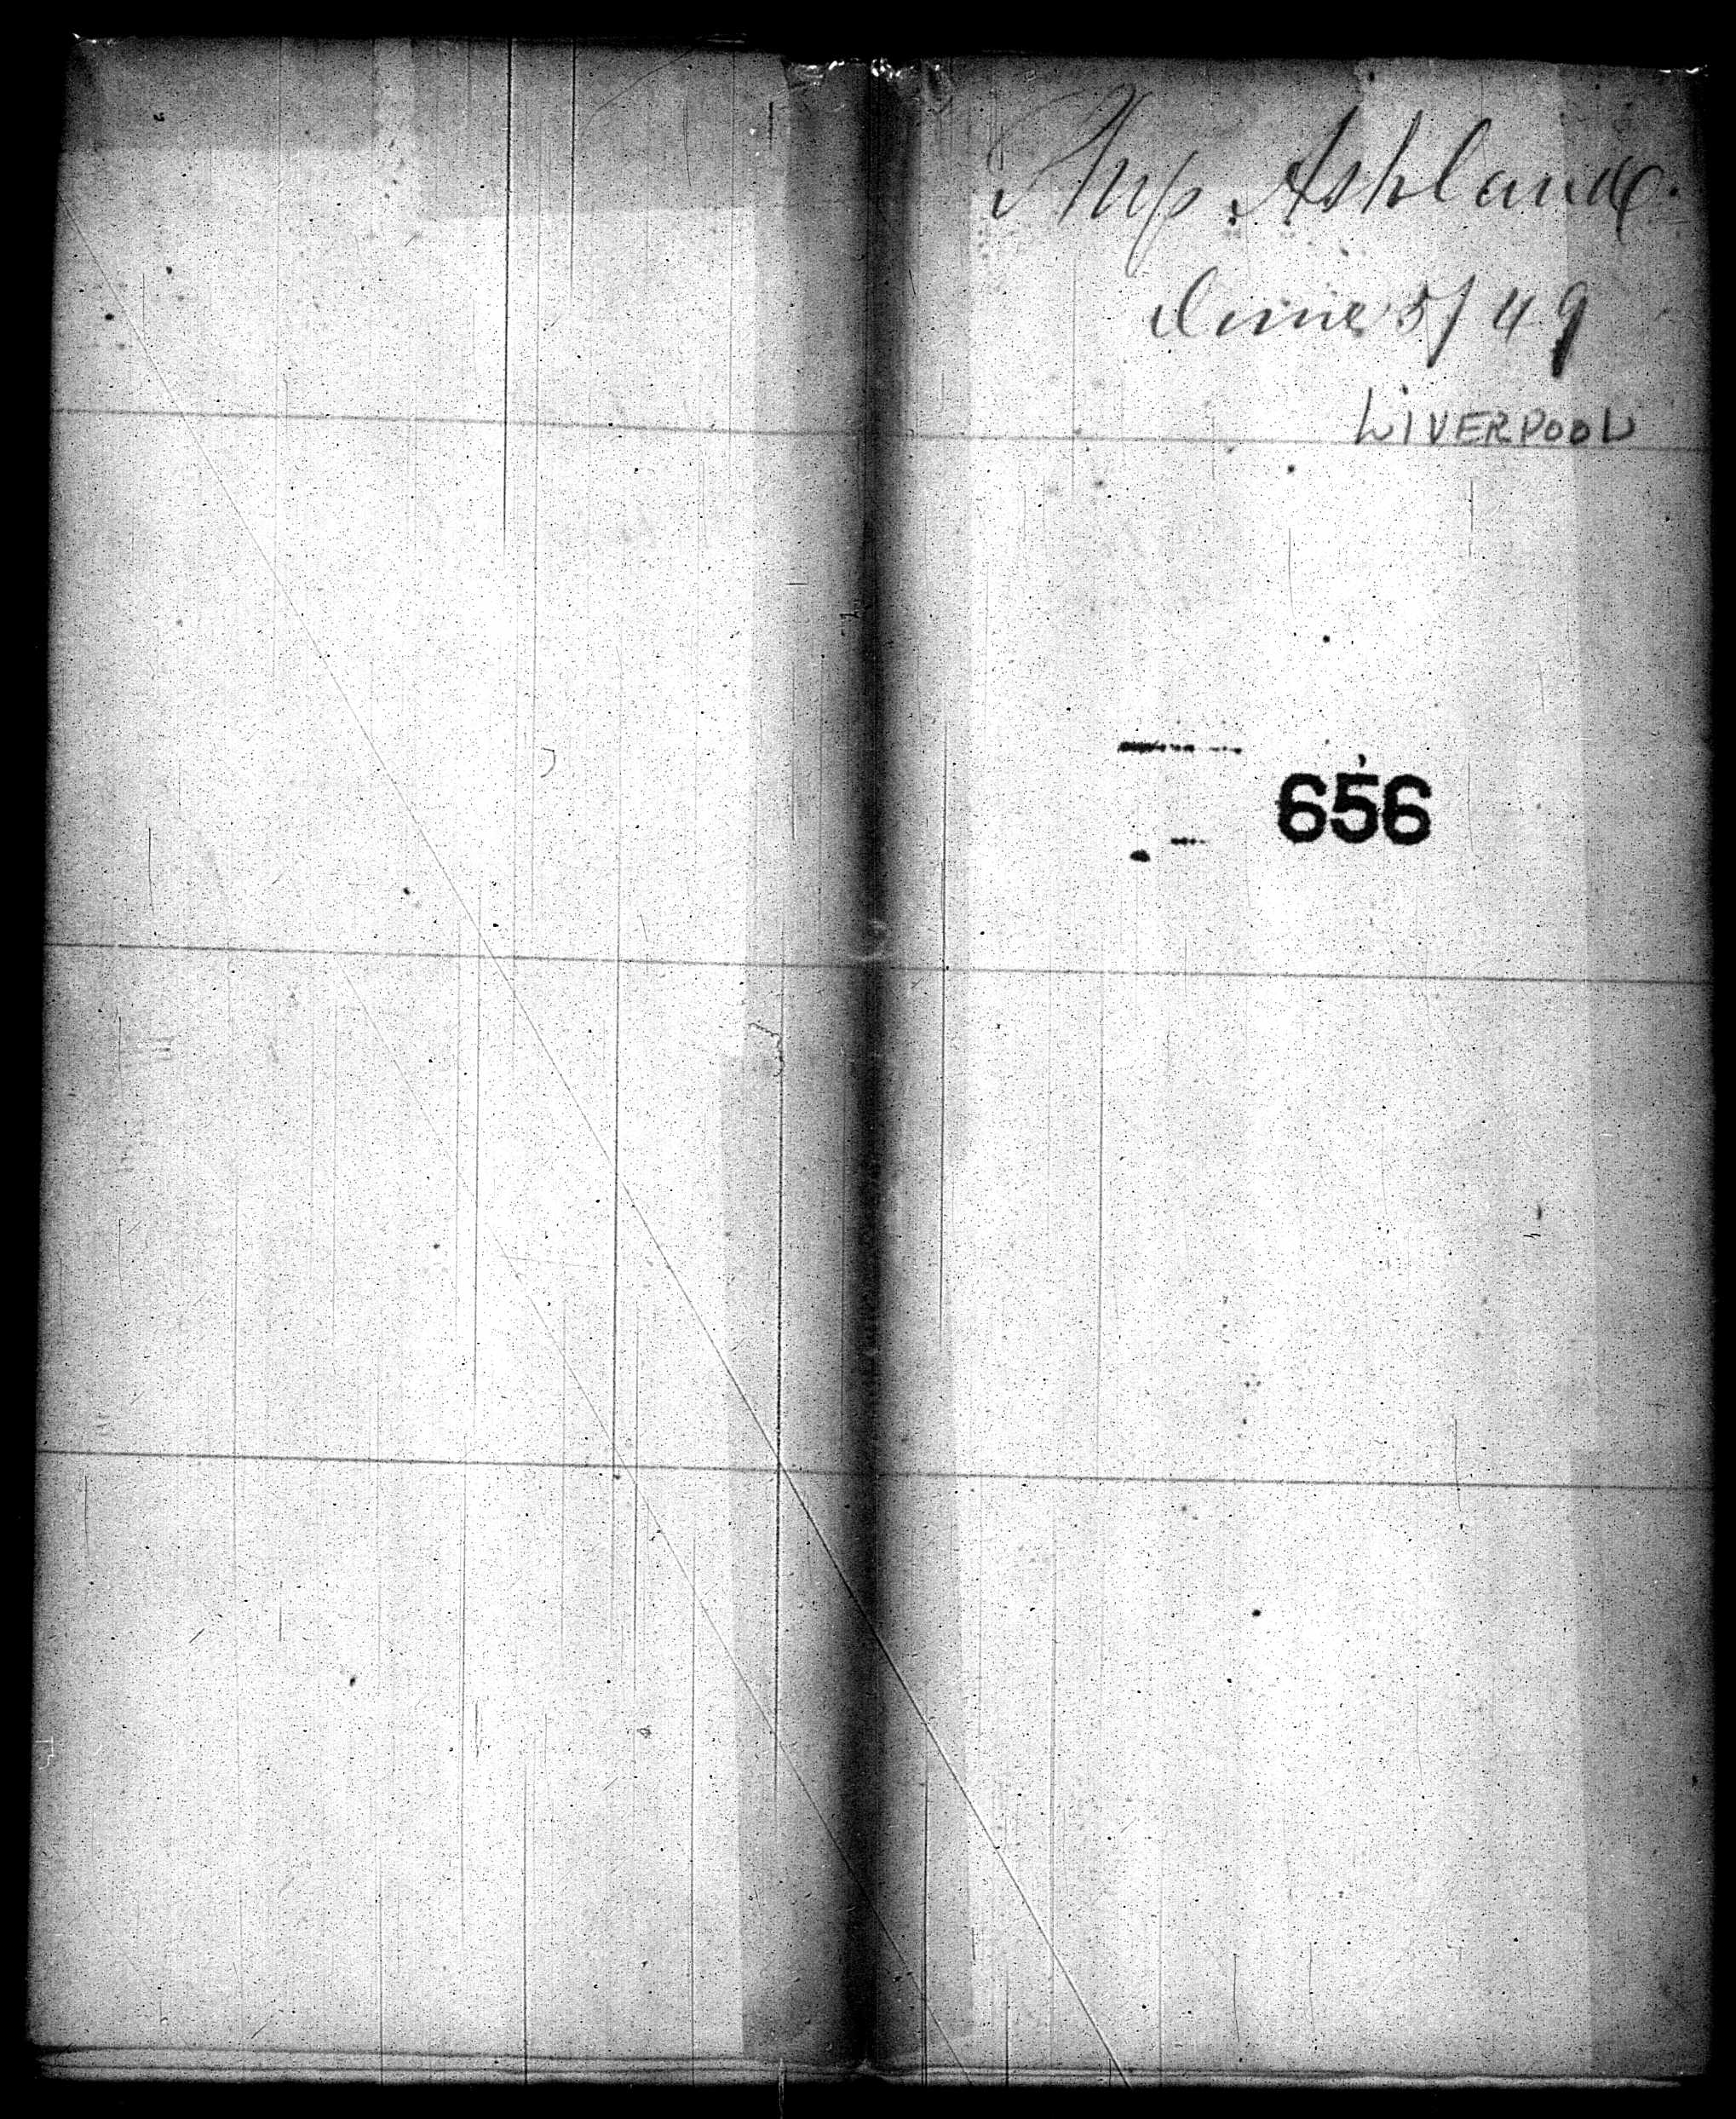 Ship Ashland.
June 5/49
LIVERPOOL
656